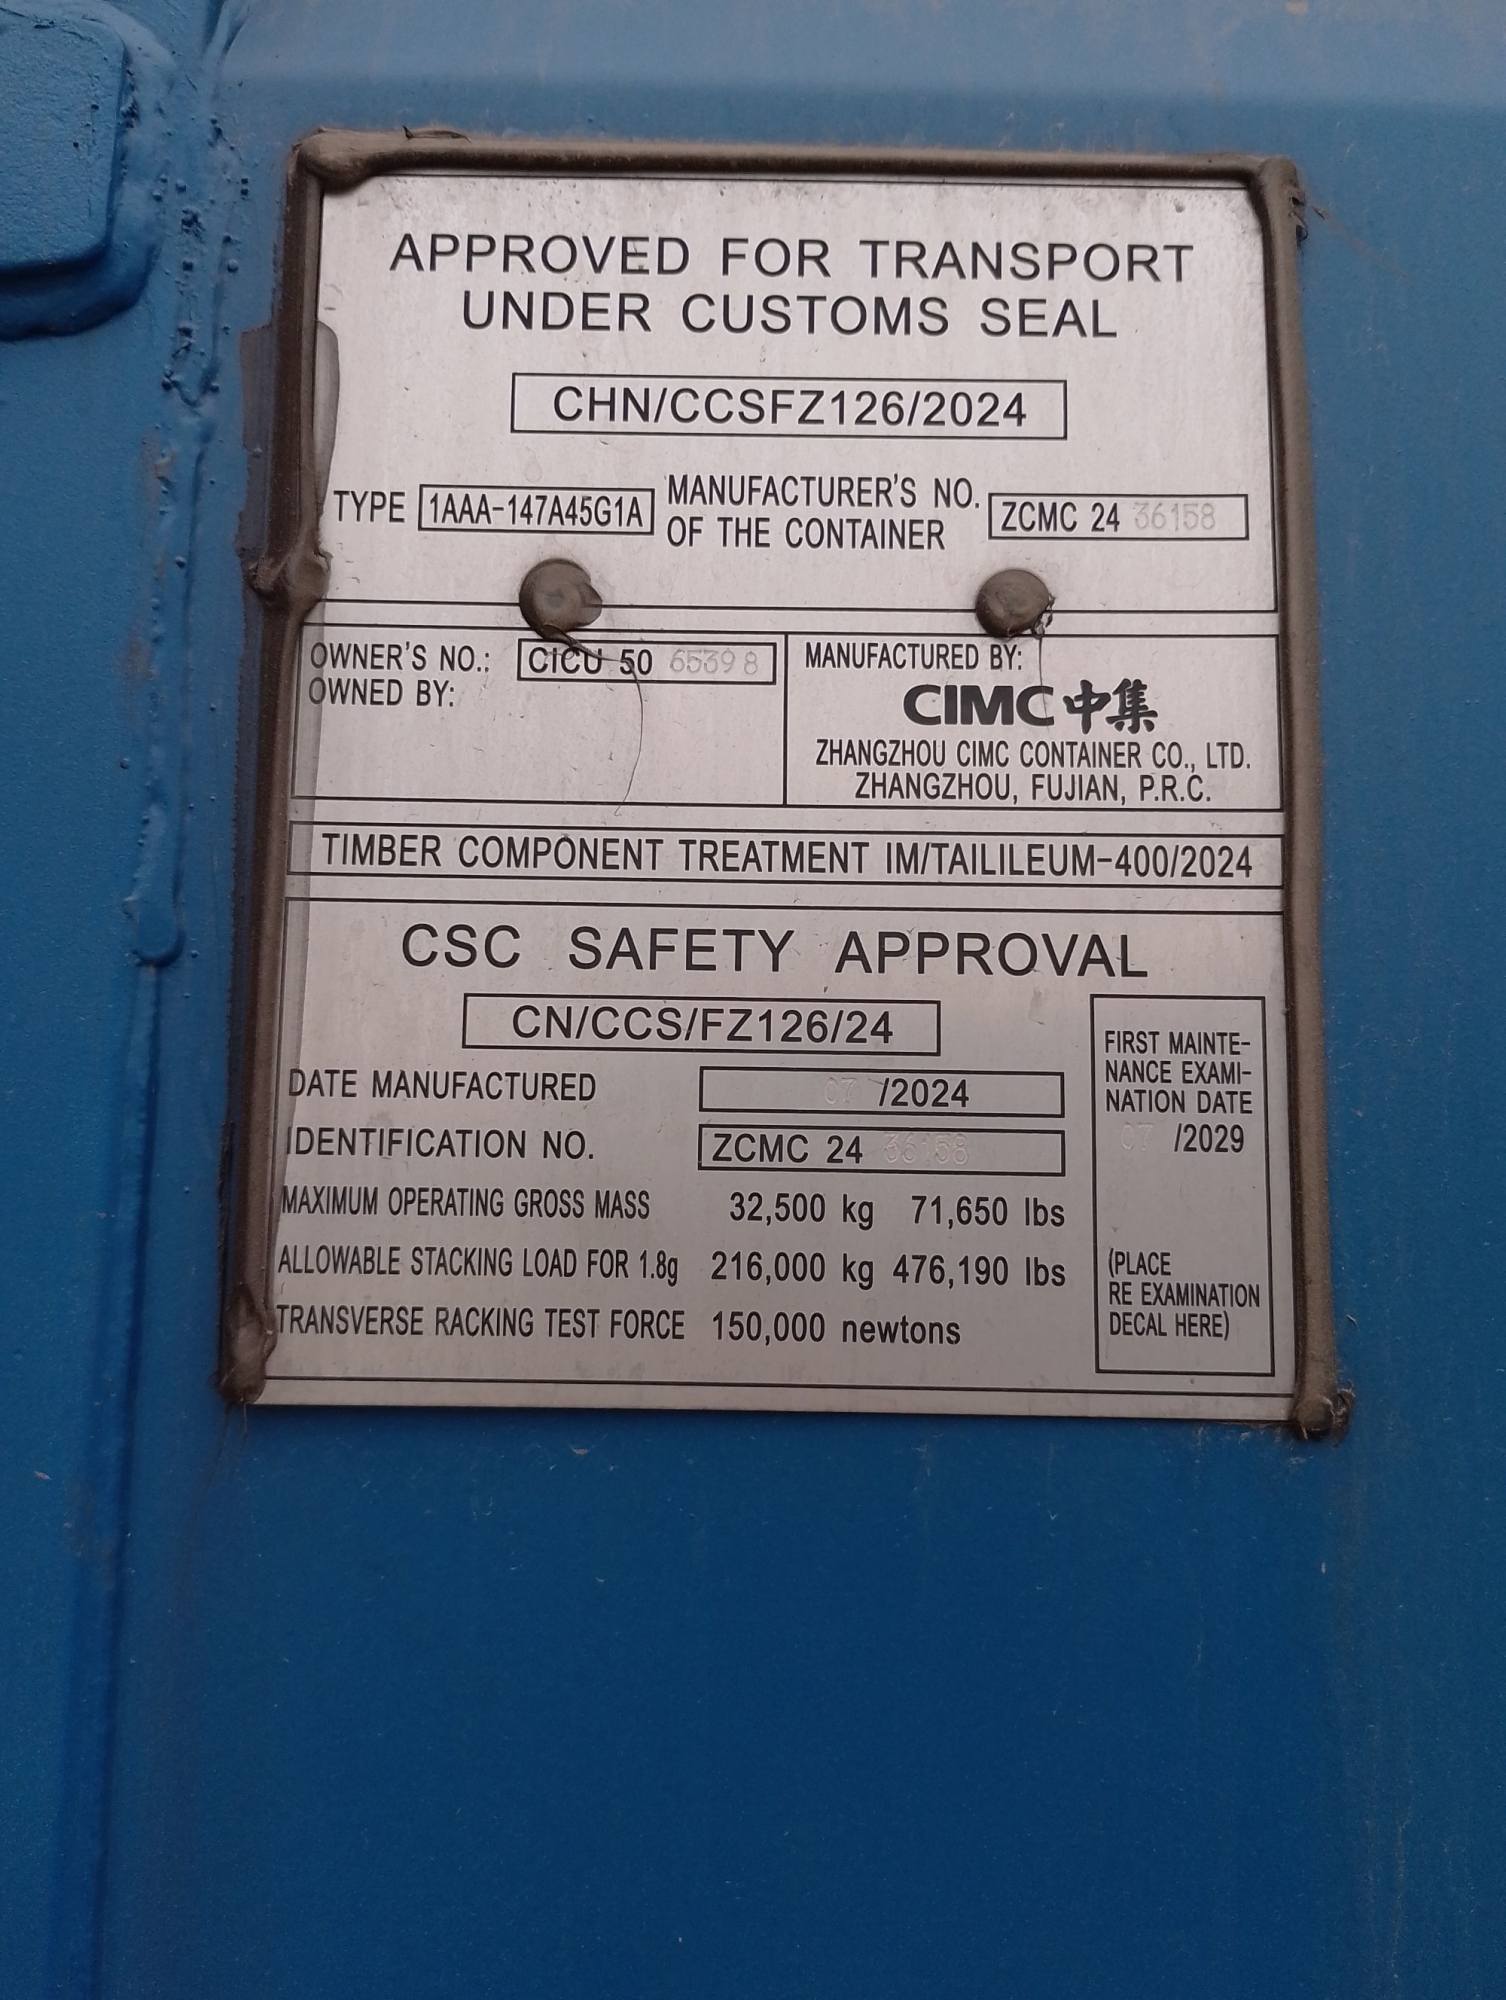 APPROVED FOR TRANSPORT
UNDER CUSTOMS SEAL
CHN/CCSFZ126/2024
TYPE 1AAA-147A45G1A MANUFACTURER'S NO.
OF THE CONTAINER ZCMC 24 36158
OWNER'S NO.: CICU 50 65398
OWNED BY:
MANUFACTURED BY:
CIMC 中集
ZHANGZHOU CIMC CONTAINER CO., LTD.
ZHANGZHOU, FUJIAN, P.R.C.
TIMBER COMPONENT TREATMENT IM/TAILILEUM-400/2024
CSC SAFETY APPROVAL
CN/CCS/FZ126/24
DATE MANUFACTURED 07 /2024
IDENTIFICATION NO. ZCMC 24 36158
MAXIMUM OPERATING GROSS MASS 32,500 kg 71,650 lbs
ALLOWABLE STACKING LOAD FOR 1.8g 216,000 kg 476,190 lbs
TRANSVERSE RACKING TEST FORCE 150,000 newtons
FIRST MAINTE-
NANCE EXAMI-
NATION DATE
07 /2029
(PLACE
RE EXAMINATION
DECAL HERE)